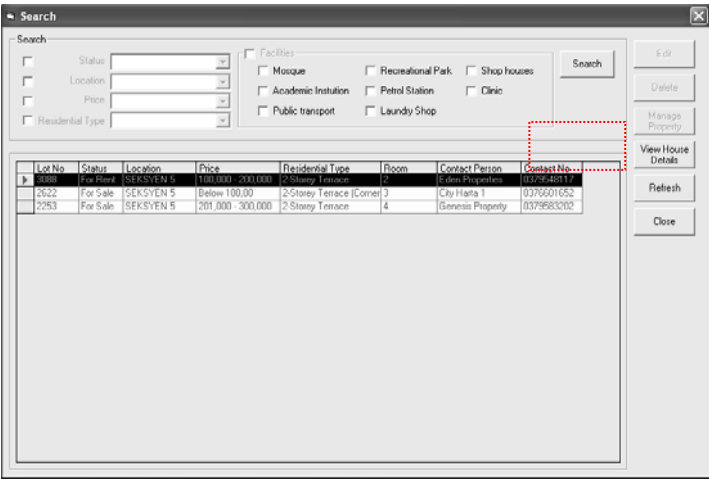 Search
Search
Status
Location
Price
Residential Type
Facilities
Mosque
Recreational Park
Shop houses
Academic Instution
Petrol Station
Clinic
Public transport
Laundry Shop
Search
Edit
Delete
Manage
Property
View House
Details
Refresh
Close
Lot No Status Location Price Residential Type Room Contact Person Contast No
3088 For Rent SEKSYEN 5 100,000 - 200,000 2-Storey Terrace 2 Eden Properties 0379548117
2622 For Sale SEKSYEN 5 Below 100,00 2-Storey Terrace (Corner 3 City Harta 1 0376601652
2253 For Sale SEKSYEN 5 201,000 - 300,000 2-Storey Terrace 4 Genesis Property 0379583202